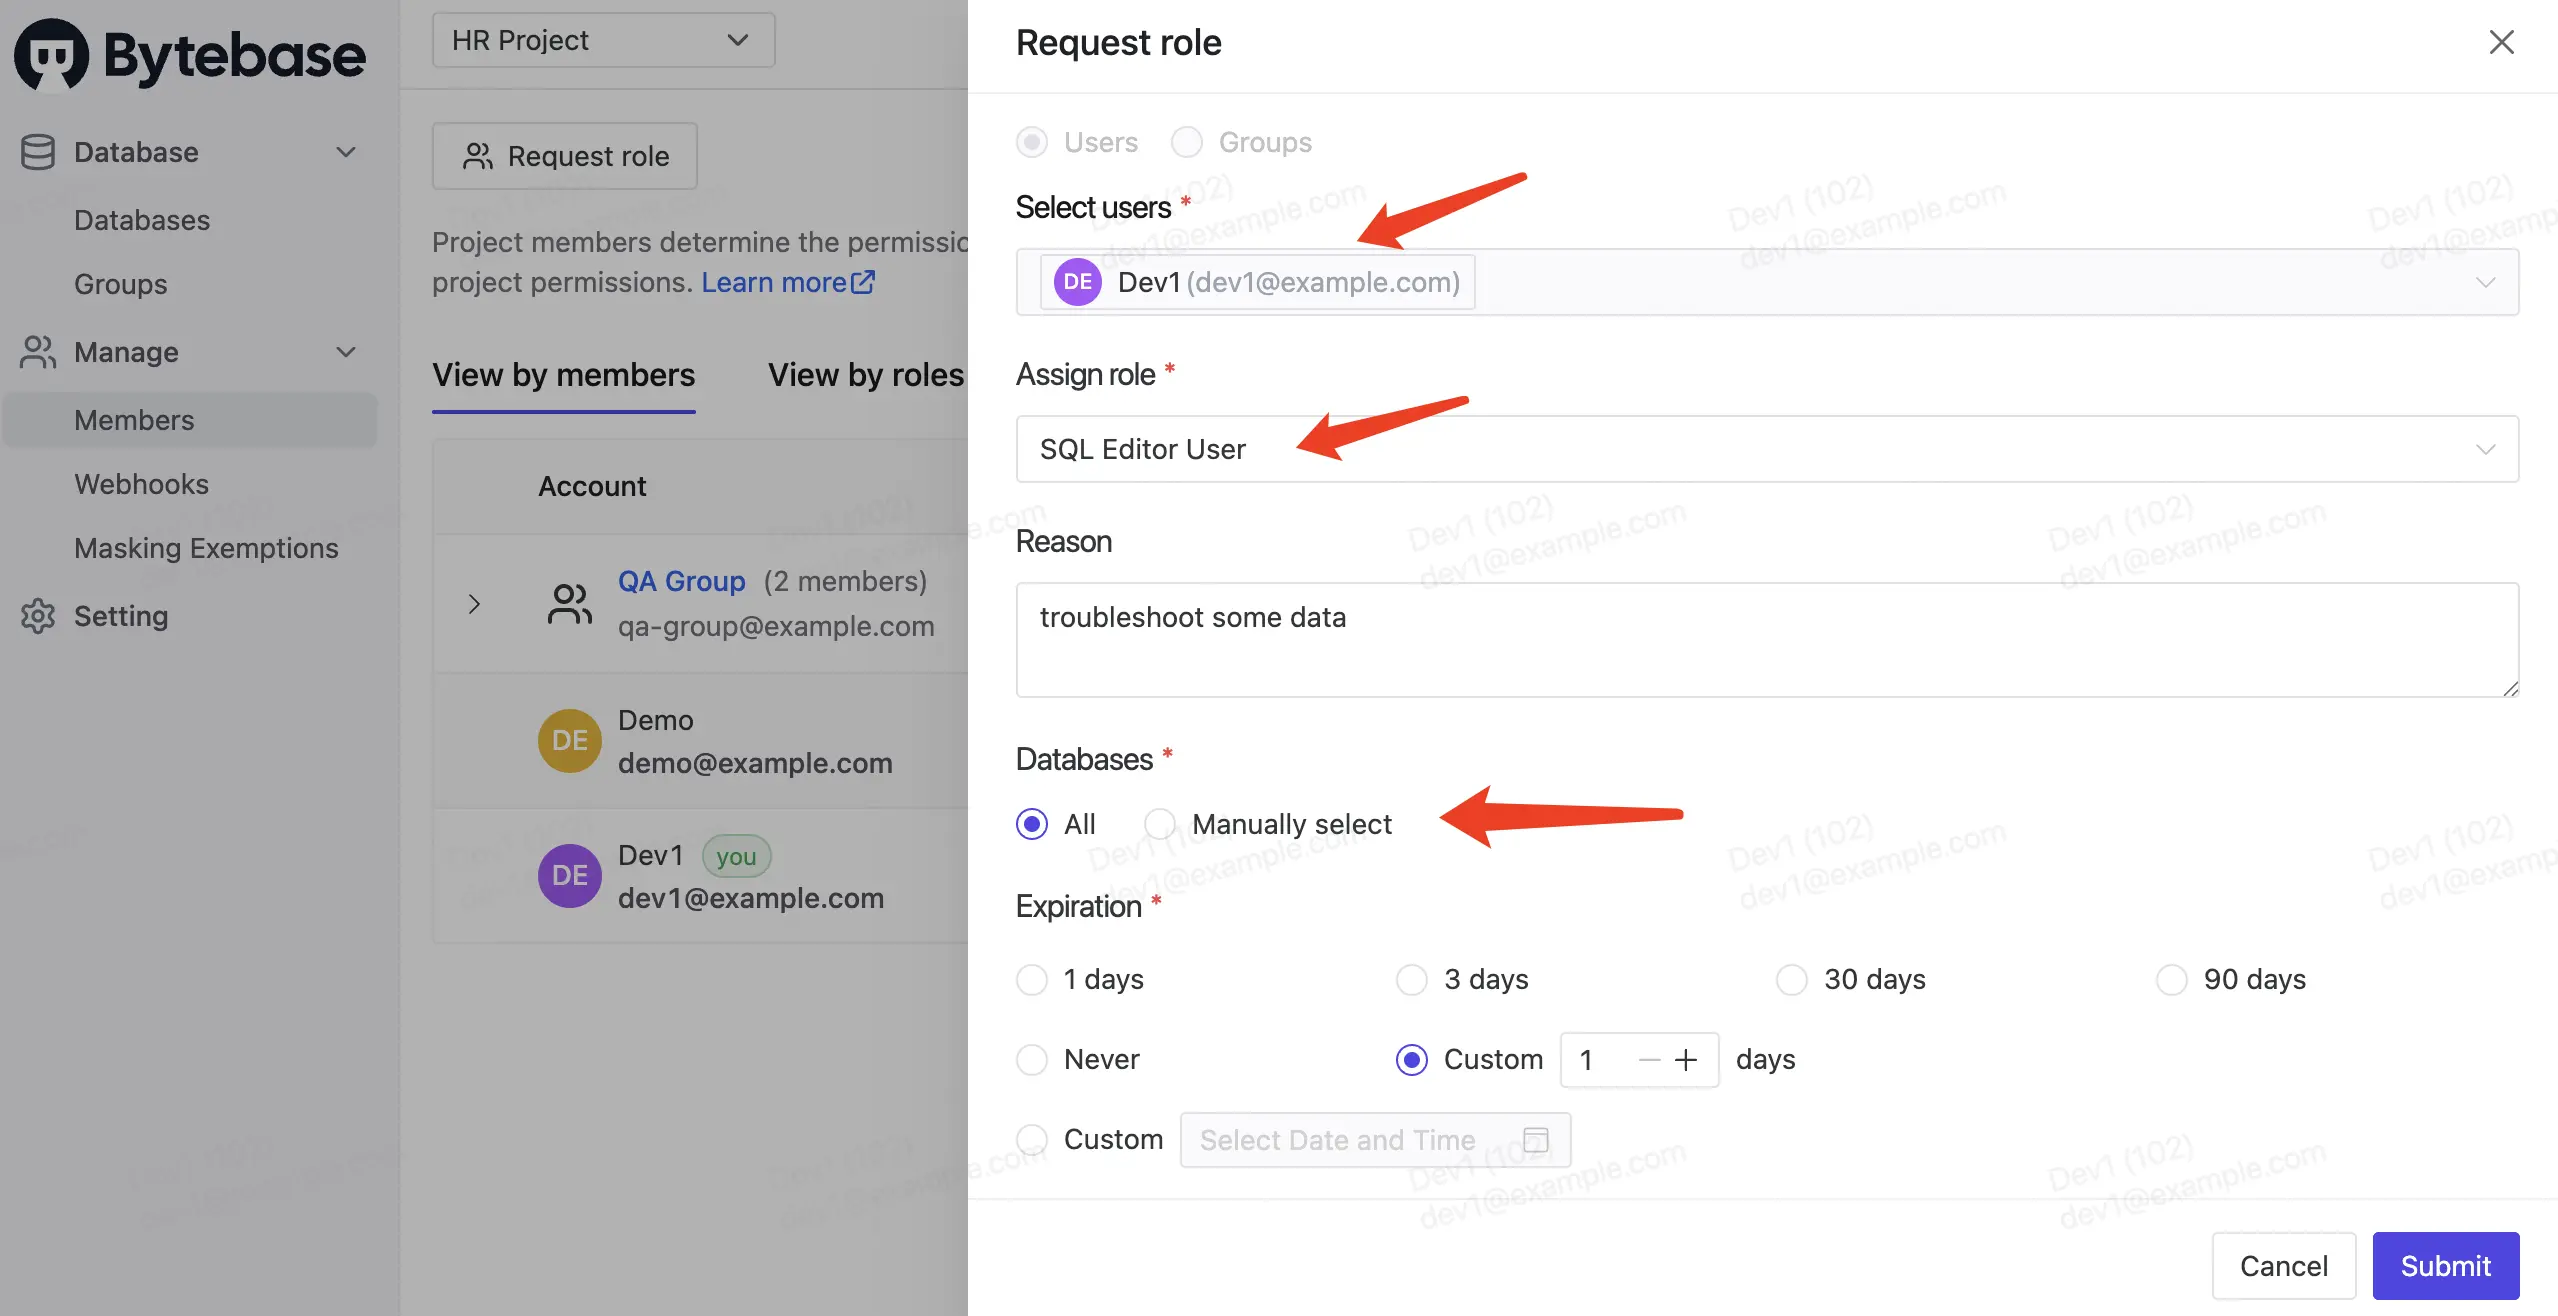 Bytebase
Database
Databases
Groups
Manage
Members
Webhooks
Masking Exemptions
Setting
HR Project
Request role
Project members determine the permissio
project permissions. Learn more
View by members
View by roles
Account
QA Group (2 members)
qa-group@example.com
DE
Demo
demo@example.com
DE
Dev1 you
dev1@example.com
Request role
Users Groups
Select users *
DE Dev1 (dev1@example.com)
Assign role *
SQL Editor User
Reason
troubleshoot some data
Databases *
All Manually select
Expiration *
1 days 3 days 30 days 90 days
Never Custom 1 days
Custom Select Date and Time
Cancel Submit
Dev1 (102)
dev1@example.com